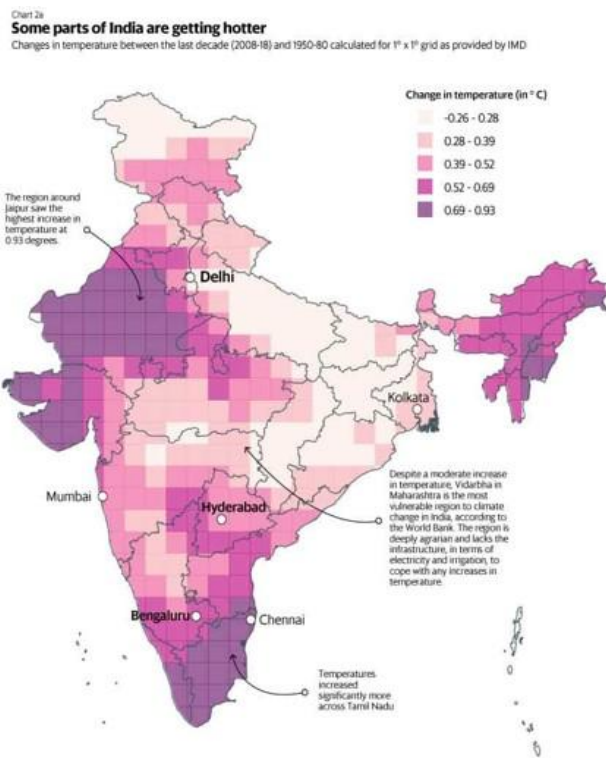 Chart 2a
Some parts of India are getting hotter
Changes in temperature between the last decade (2008-18) and 1950-80 calculated for 1° x 1° grid as provided by IMD
Change in temperature (in ° C)
-0.26 - 0.28
0.28 - 0.39
0.39 - 0.52
0.52 - 0.69
0.69 - 0.93
The region around
Jaipur saw the
highest increase in
temperature at
0.93 degrees.
Delhi
Kolkata
Mumbai
Hyderabad
Despite a moderate increase
in temperature, Vidarbha in
Maharashtra is the most
vulnerable region to climate
change in India, according to
the World Bank. The region is
deeply agrarian and lacks the
infrastructure, in terms of
electricity and irrigation, to
cope with any increases in
temperature.
Bengaluru
Chennai
Temperatures
increased
significantly more
across Tamil Nadu